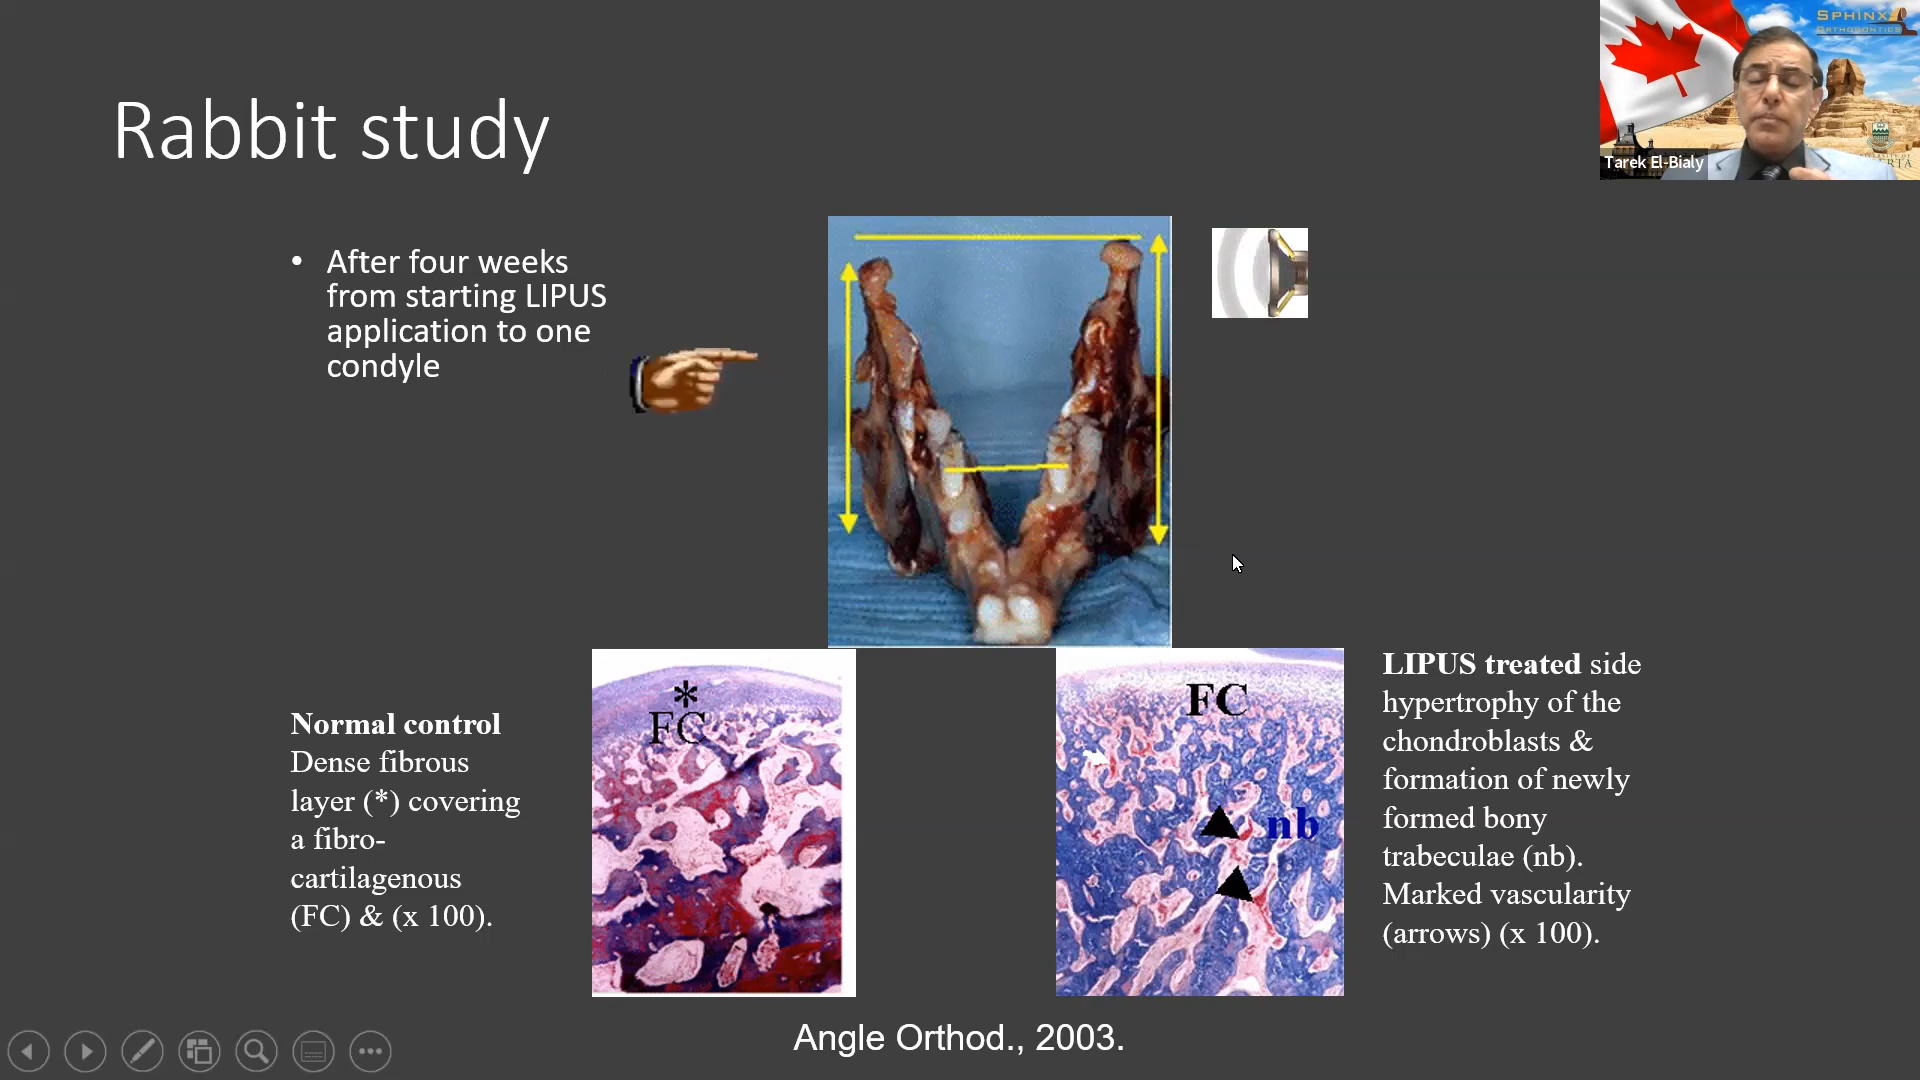 SPHINX
ORTHODONTICS
Tarek El-Bialy
Rabbit study
• After four weeks
from starting LIPUS
application to one
condyle
*
FC
FC
nb
Normal control
Dense fibrous
layer (*) covering
a fibro-
cartilagenous
(FC) & (x 100).
LIPUS treated side
hypertrophy of the
chondroblasts &
formation of newly
formed bony
trabeculae (nb).
Marked vascularity
(arrows) (x 100).
Angle Orthod., 2003.